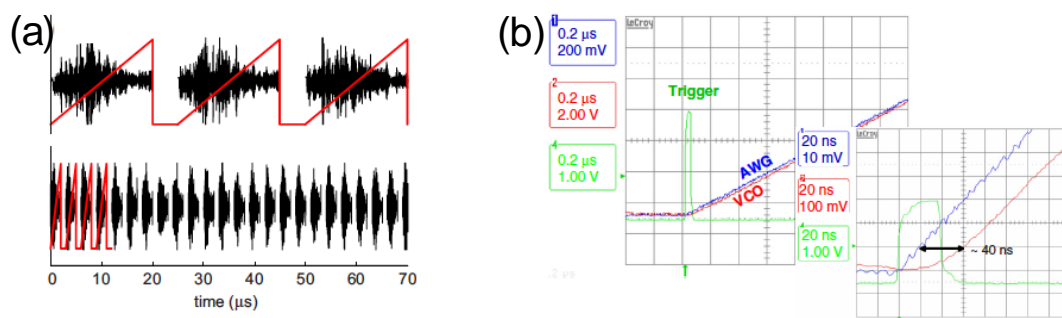 (a)
0
10
20
30
40
50
60
70
time (μs)
(b)
LeCroy
1
0.2 μs
200 mV
2
0.2 μs
2.00 V
4
0.2 μs
1.00 V
Trigger
AWG
VCO
LeCroy
1
20 ns
10 mV
20 ns
100 mV
4
20 ns
1.00 V
~ 40 ns